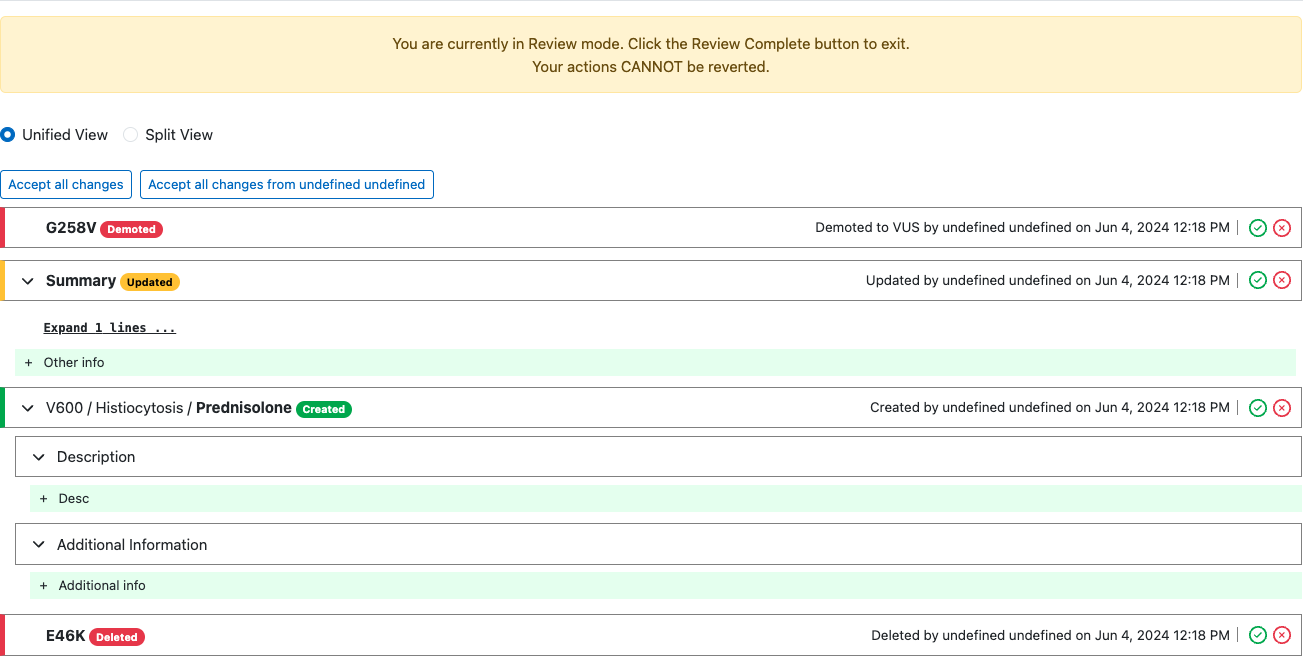 You are currently in Review mode. Click the Review Complete button to exit.
Your actions CANNOT be reverted.
Unified View Split View
Accept all changes Accept all changes from undefined undefined
G258V Demoted Demoted to VUS by undefined undefined on Jun 4, 2024 12:18 PM
Summary Updated Updated by undefined undefined on Jun 4, 2024 12:18 PM
Expand 1 lines ...
+ Other info
V600 / Histiocytosis / Prednisolone Created Created by undefined undefined on Jun 4, 2024 12:18 PM
Description
+ Desc
Additional Information
+ Additional info
E46K Deleted Deleted by undefined undefined on Jun 4, 2024 12:18 PM